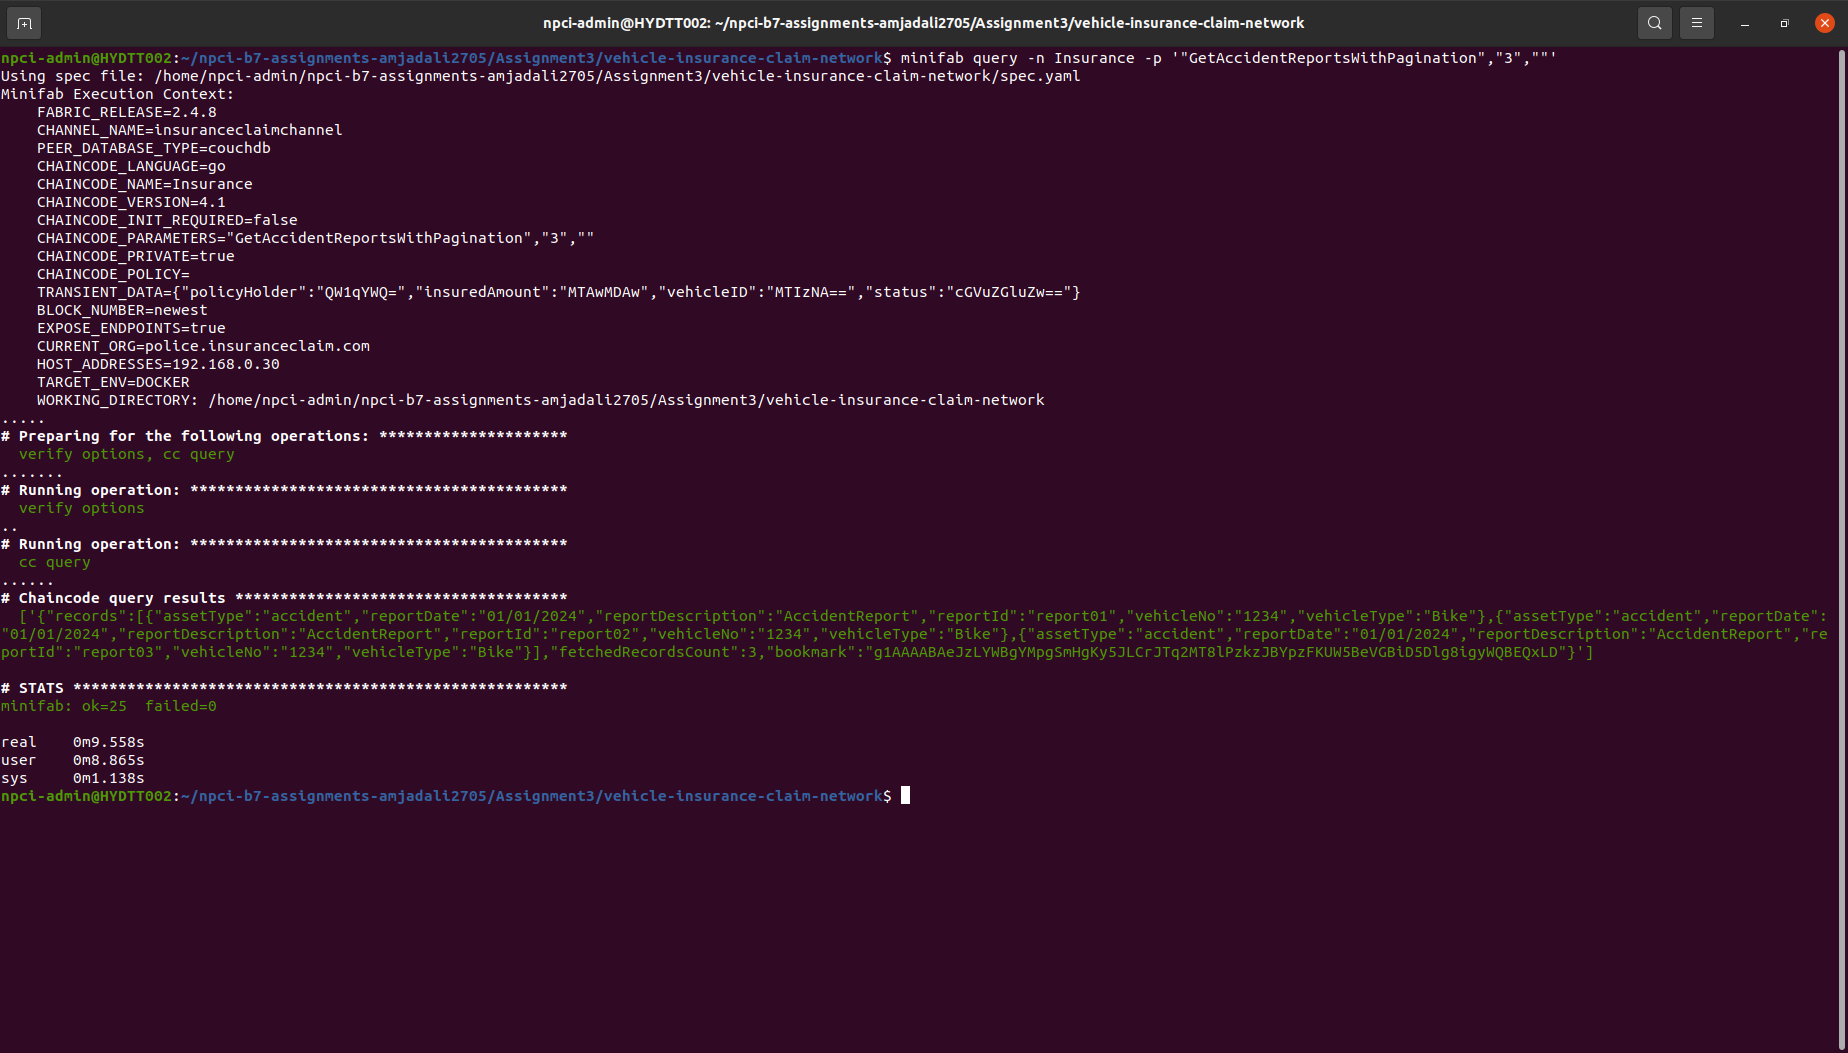 npci-admin@HYDTT002: ~/npci-b7-assignments-amjadali2705/Assignment3/vehicle-insurance-claim-network
npci-admin@HYDTT002:~/npci-b7-assignments-amjadali2705/Assignment3/vehicle-insurance-claim-network$ minifab query -n Insurance -p '"GetAccidentReportsWithPagination","3",""'
Using spec file: /home/npci-admin/npci-b7-assignments-amjadali2705/Assignment3/vehicle-insurance-claim-network/spec.yaml
Minifab Execution Context:
    FABRIC_RELEASE=2.4.8
    CHANNEL_NAME=insuranceclaimchannel
    PEER_DATABASE_TYPE=couchdb
    CHAINCODE_LANGUAGE=go
    CHAINCODE_NAME=Insurance
    CHAINCODE_VERSION=4.1
    CHAINCODE_INIT_REQUIRED=false
    CHAINCODE_PARAMETERS="GetAccidentReportsWithPagination","3",""
    CHAINCODE_PRIVATE=true
    CHAINCODE_POLICY=
    TRANSIENT_DATA={"policyHolder":"QW1qYWQ=","insuredAmount":"MTAwMDAw","vehicleID":"MTIzNA==","status":"cGVuZGluZw=="}
    BLOCK_NUMBER=newest
    EXPOSE_ENDPOINTS=true
    CURRENT_ORG=police.insuranceclaim.com
    HOST_ADDRESSES=192.168.0.30
    TARGET_ENV=DOCKER
    WORKING_DIRECTORY: /home/npci-admin/npci-b7-assignments-amjadali2705/Assignment3/vehicle-insurance-claim-network
.....
# Preparing for the following operations: *********************
  verify options, cc query
.......
# Running operation: ******************************************
  verify options
..
# Running operation: ******************************************
  cc query
......
# Chaincode query results *************************************
  ['{"records":[{"assetType":"accident","reportDate":"01/01/2024","reportDescription":"AccidentReport","reportId":"report01","vehicleNo":"1234","vehicleType":"Bike"},{"assetType":"accident","reportDate":
"01/01/2024","reportDescription":"AccidentReport","reportId":"report02","vehicleNo":"1234","vehicleType":"Bike"},{"assetType":"accident","reportDate":"01/01/2024","reportDescription":"AccidentReport","re
portId":"report03","vehicleNo":"1234","vehicleType":"Bike"}],"fetchedRecordsCount":3,"bookmark":"g1AAAABAeJzLYWBgYMpgSmHgKy5JLCrJTq2MT8lPzkzJBYpzFKUW5BeVGBiD5Dlg8igyWQBEQxLD"}']
# STATS *******************************************************
minifab: ok=25  failed=0
real    0m9.558s
user    0m8.865s
sys     0m1.138s
npci-admin@HYDTT002:~/npci-b7-assignments-amjadali2705/Assignment3/vehicle-insurance-claim-network$